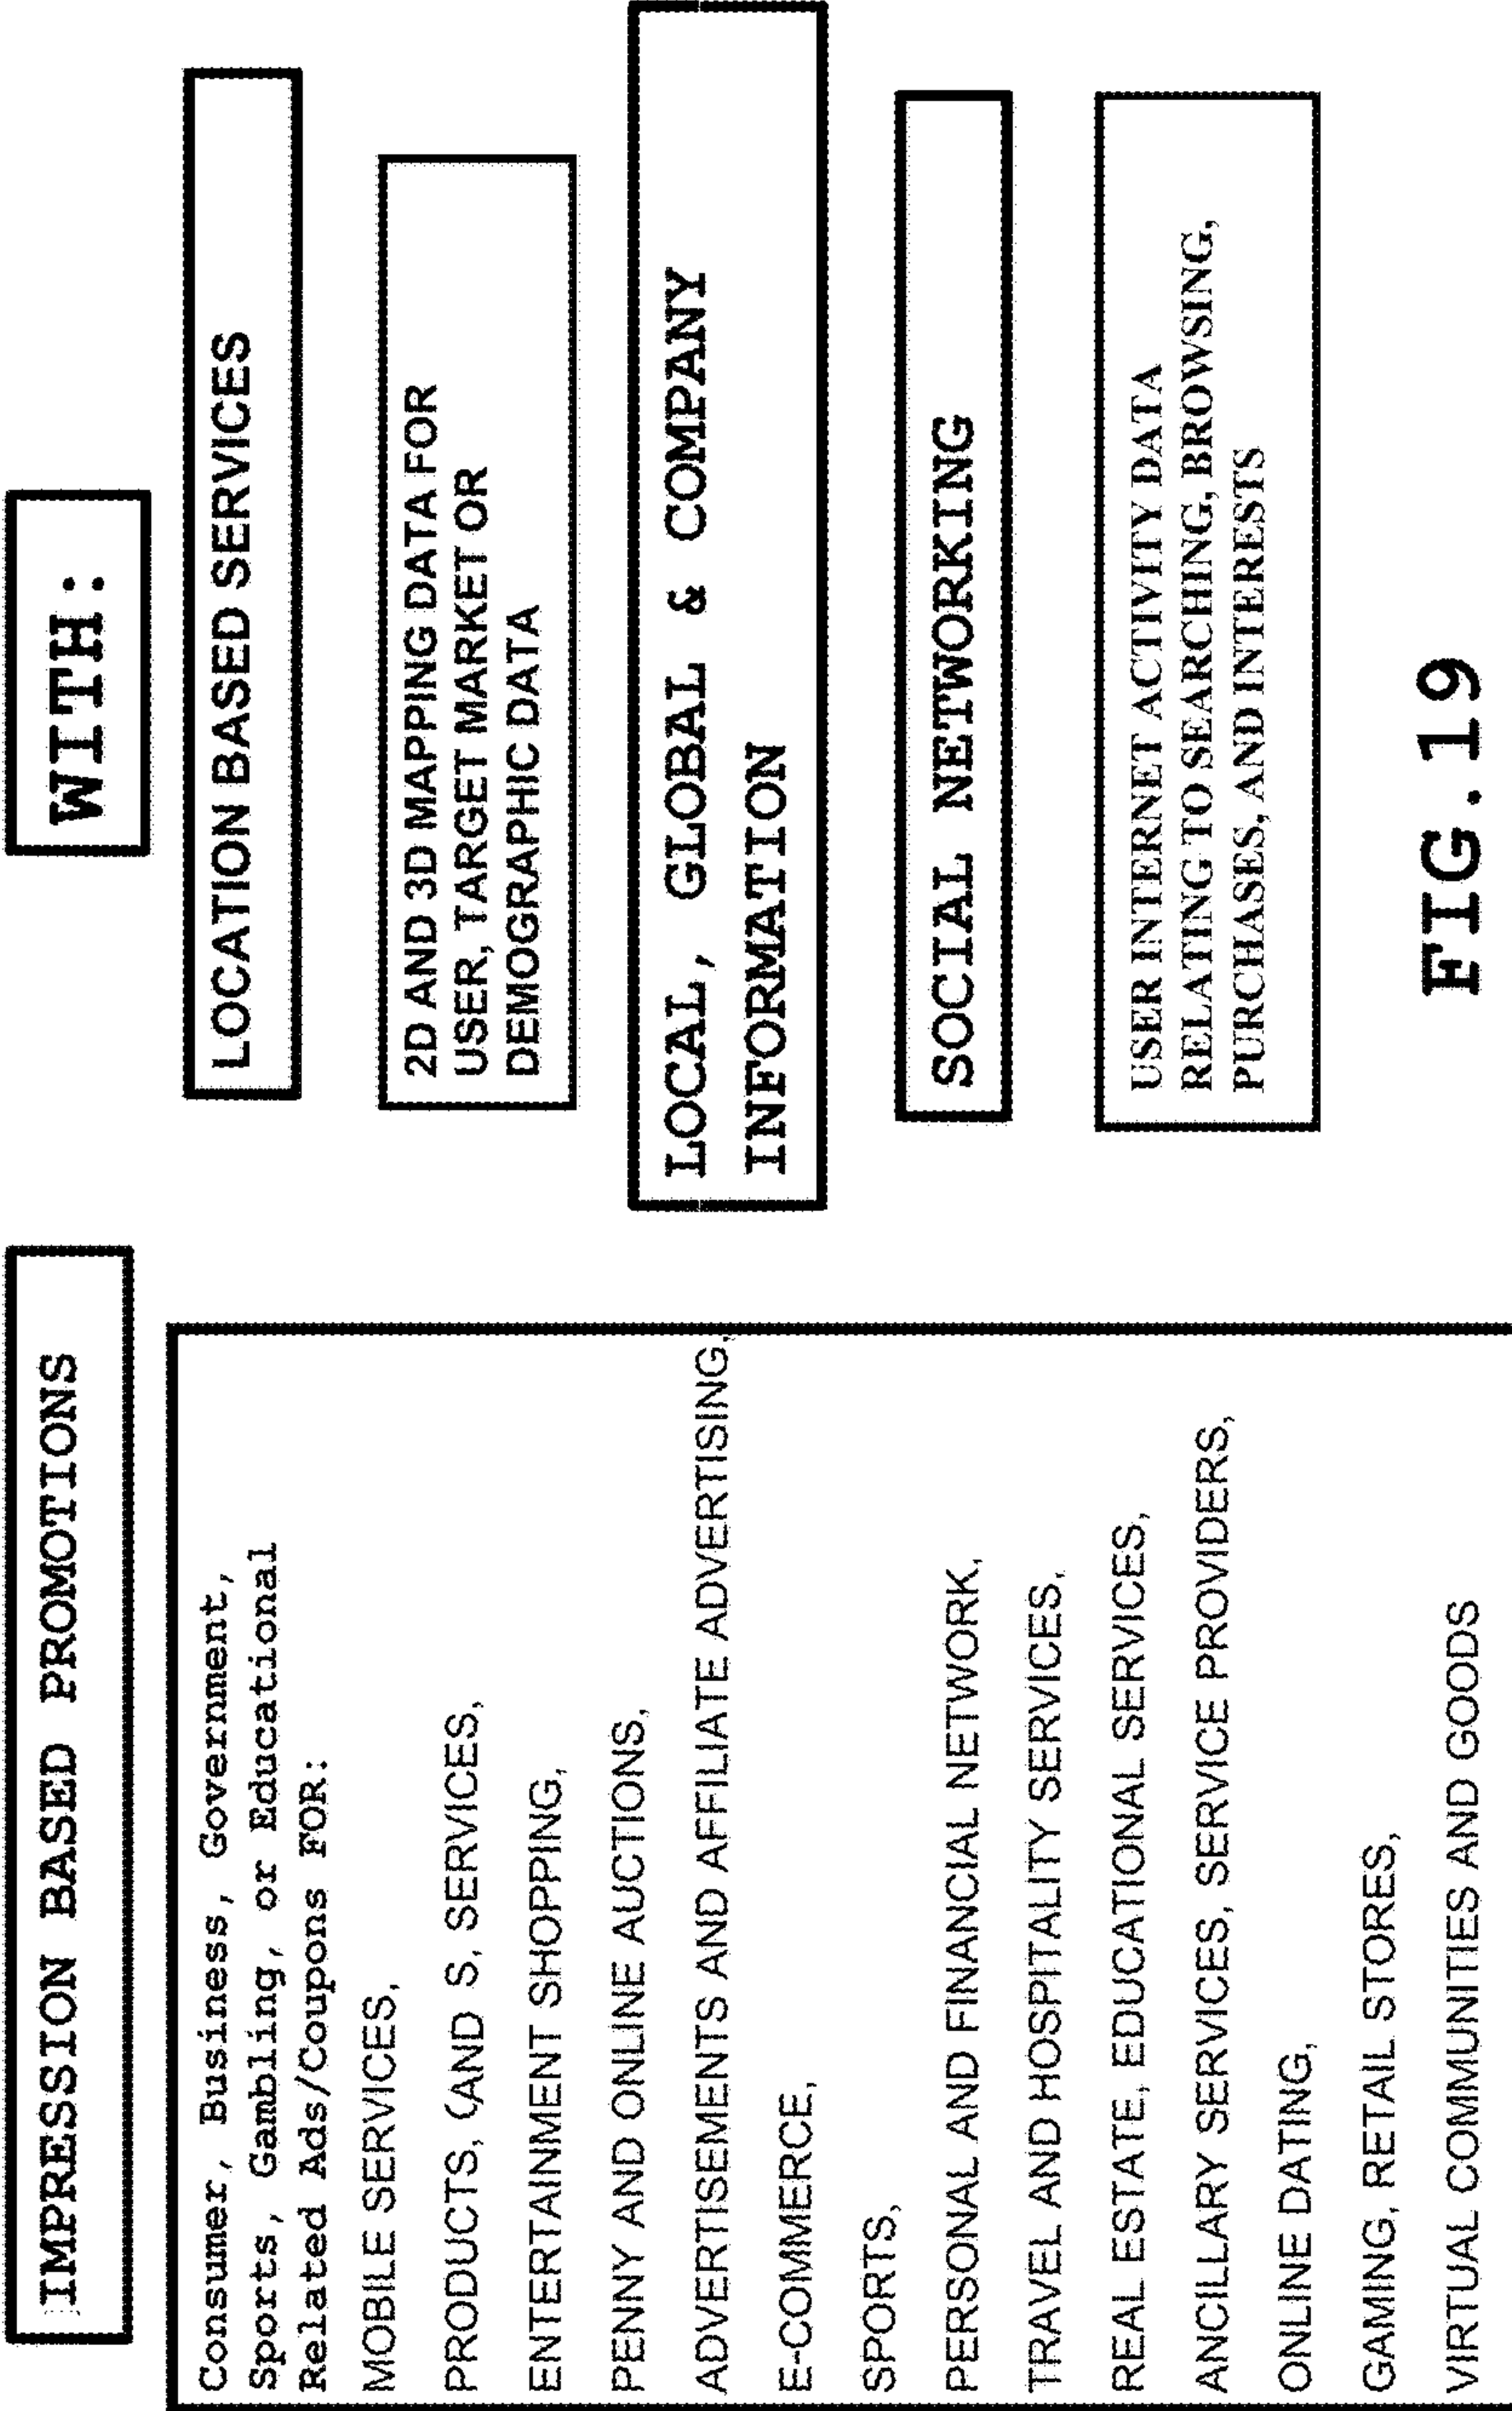 IMPRESSION BASED PROMOTIONS
Consumer, Business, Government,
Sports, Gambling, or Educational
Related Ads/Coupons FOR:
MOBILE SERVICES,
PRODUCTS, (AND S, SERVICES,
ENTERTAINMENT SHOPPING,
PENNY AND ONLINE AUCTIONS,
ADVERTISEMENTS AND AFFILIATE ADVERTISING,
E-COMMERCE,
SPORTS,
PERSONAL AND FINANCIAL NETWORK,
TRAVEL AND HOSPITALITY SERVICES,
REAL ESTATE, EDUCATIONAL SERVICES,
ANCILLARY SERVICES, SERVICE PROVIDERS,
ONLINE DATING,
GAMING, RETAIL STORES,
VIRTUAL COMMUNITIES AND GOODS
WITH:
LOCATION BASED SERVICES
2D AND 3D MAPPING DATA FOR
USER, TARGET MARKET OR
DEMOGRAPHIC DATA
LOCAL, GLOBAL & COMPANY
INFORMATION
SOCIAL NETWORKING
USER INTERNET ACTIVITY DATA
RELATING TO SEARCHING, BROWSING,
PURCHASES, AND INTERESTS
FIG.19